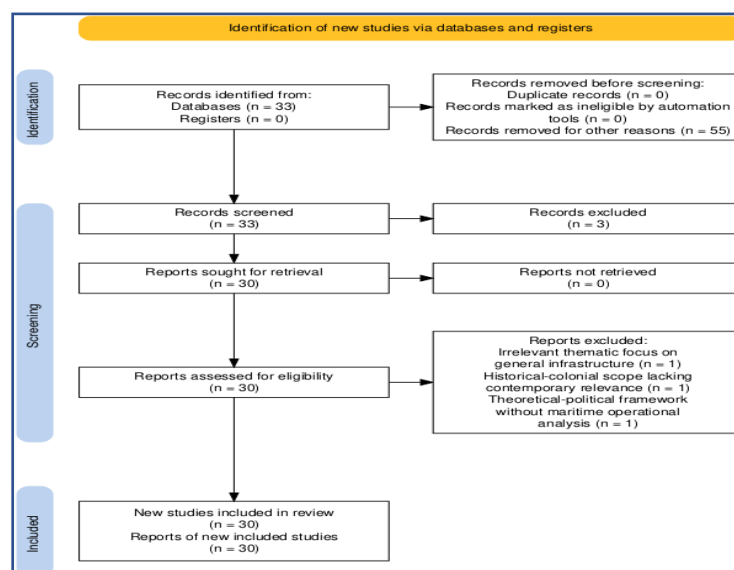 Identification of new studies via databases and registers
Identification
Records identified from:
Databases (n = 33)
Registers (n = 0)
Records removed before screening:
Duplicate records (n = 0)
Records marked as ineligible by automation
tools (n = 0)
Records removed for other reasons (n = 55)
Screening
Records screened
(n = 33)
Records excluded
(n = 3)
Reports sought for retrieval
(n = 30)
Reports not retrieved
(n = 0)
Reports assessed for eligibility
(n = 30)
Reports excluded:
Irrelevant thematic focus on
general infrastructure (n = 1)
Historical-colonial scope lacking
contemporary relevance (n = 1)
Theoretical-political framework
without maritime operational
analysis (n = 1)
Included
New studies included in review
(n = 30)
Reports of new included studies
(n = 30)